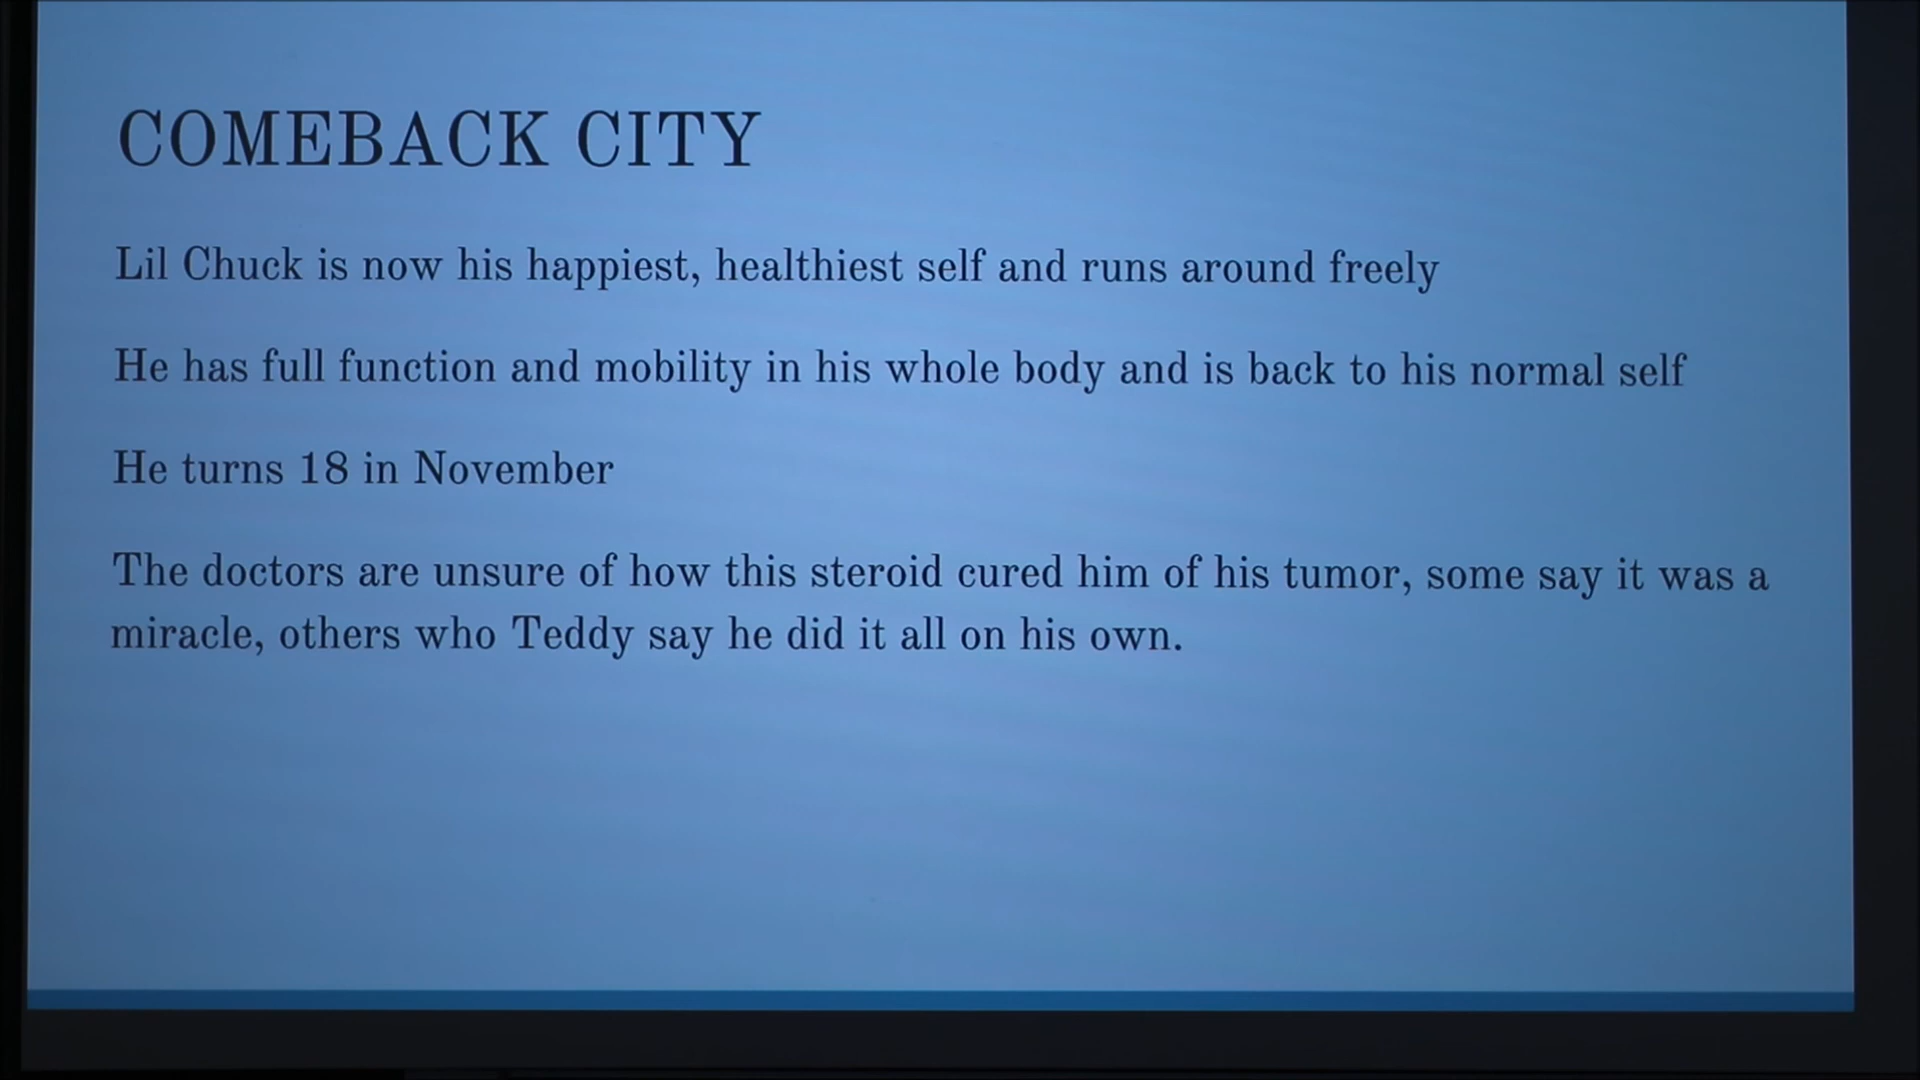 COMEBACK CITY
Lil Chuck is now his happiest, healthiest self and runs around freely
He has full function and mobility in his whole body and is back to his normal self
He turns 18 in November
The doctors are unsure of how this steroid cured him of his tumor, some say it was a
miracle, others who Teddy say he did it all on his own.